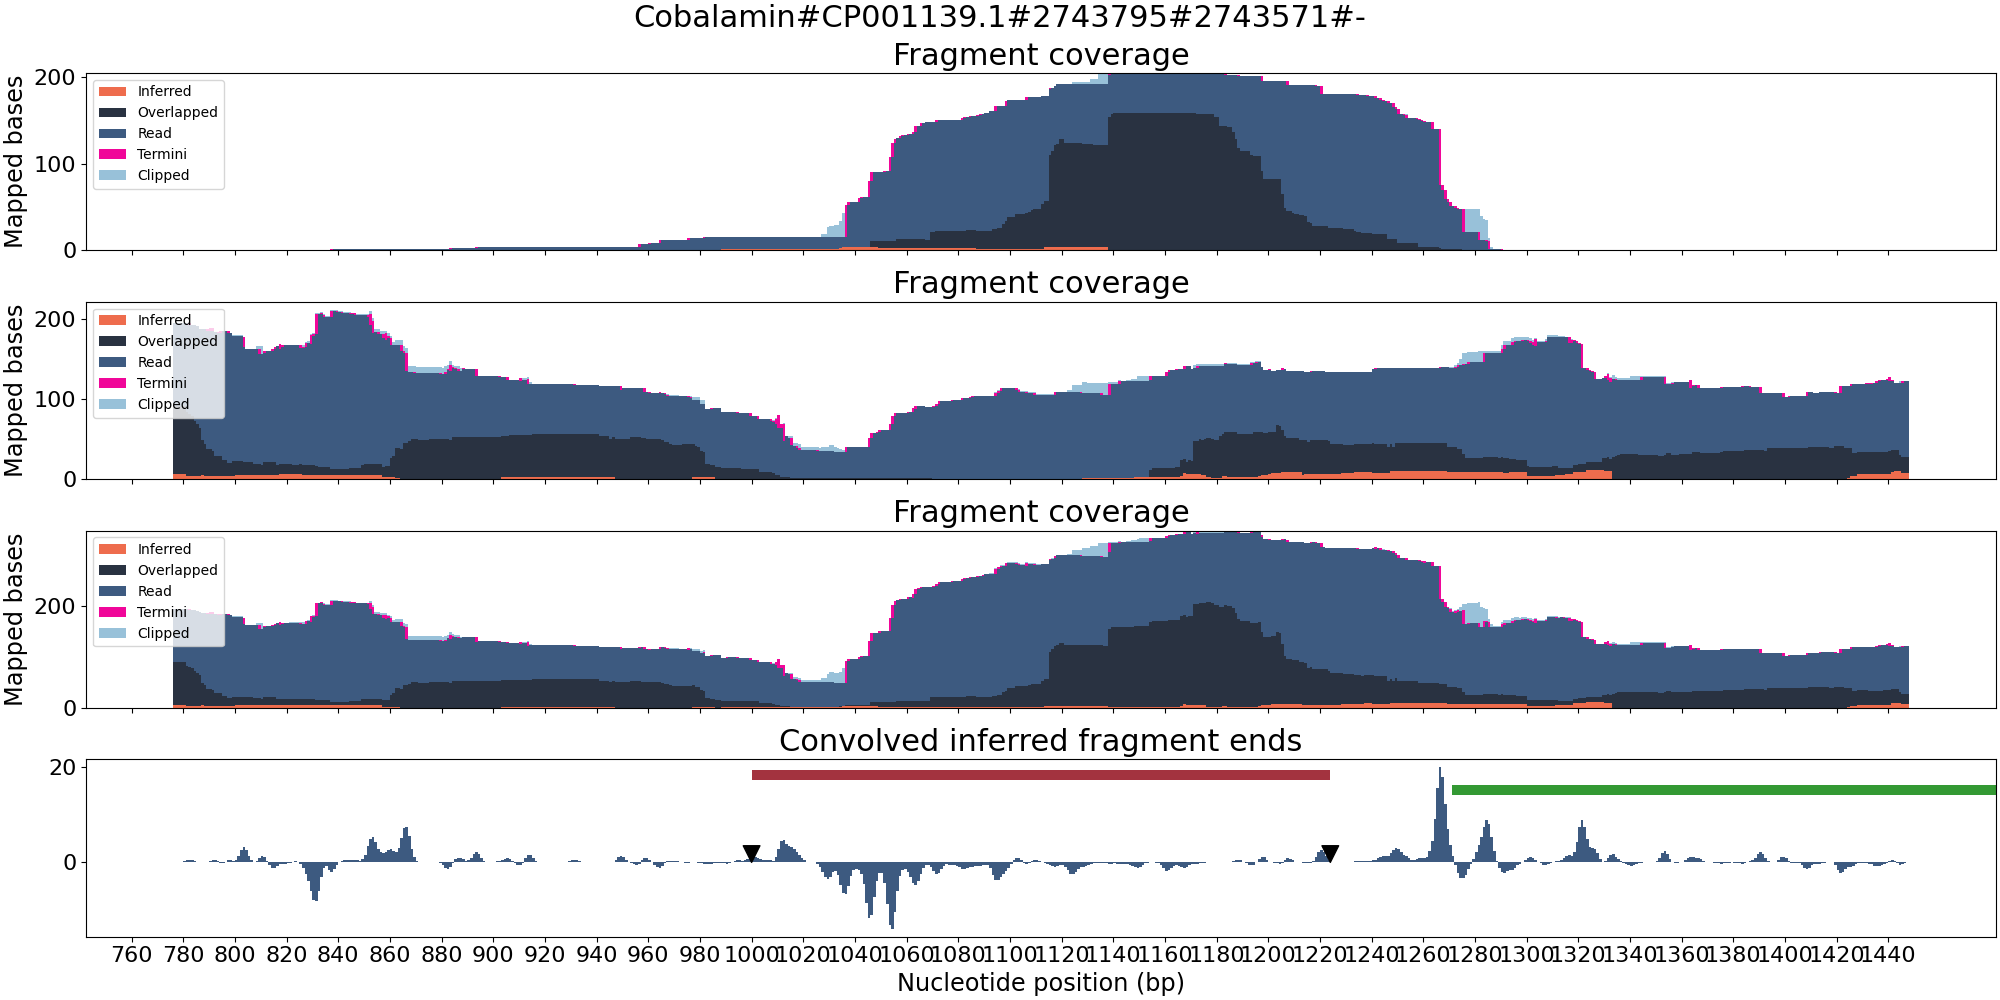 Cobalamin#CP001139.1#2743795#2743571#-
Fragment coverage
Mapped bases
200
100
0
Inferred
Overlapped
Read
Termini
Clipped
Fragment coverage
Mapped bases
200
100
0
Inferred
Overlapped
Read
Termini
Clipped
Fragment coverage
Mapped bases
200
0
Inferred
Overlapped
Read
Termini
Clipped
Convolved inferred fragment ends
20
0
760 780 800 820 840 860 880 900 920 940 960 980 1000 1020 1040 1060 1080 1100 1120 1140 1160 1180 1200 1220 1240 1260 1280 1300 1320 1340 1360 1380 1400 1420 1440
Nucleotide position (bp)